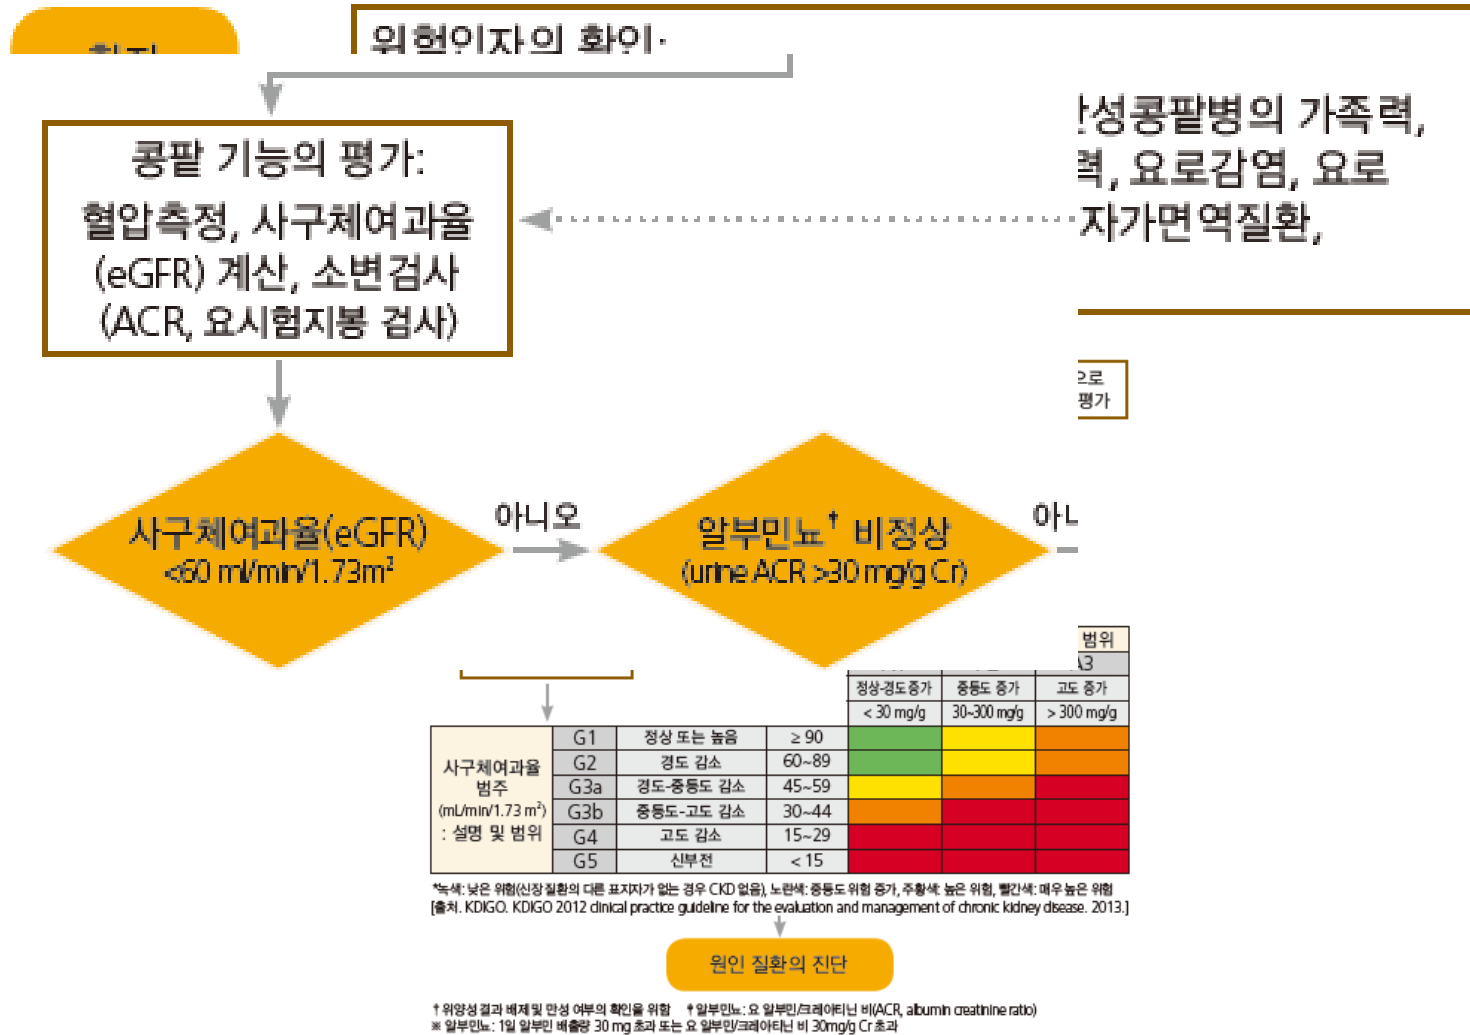 위험인자의 확인:
성콩팥병의 가족력,
력, 요로감염, 요로
자가면역질환,
콩팥 기능의 평가:
혈압측정, 사구체여과율
(eGFR) 계산, 소변검사
(ACR, 요시험지봉 검사)
으로
평가
사구체여과율(eGFR)
<60 ml/min/1.73m²
아니오
알부민뇨† 비정상
(urine ACR >30 mg/g Cr)
아니
범위
A3
정상-경도 증가 중등도 증가 고도 증가
< 30 mg/g 30~300 mg/g > 300 mg/g
사구체여과율
범주
(mL/min/1.73 m²)
: 설명 및 범위
G1 정상 또는 높음 ≥ 90
G2 경도 감소 60~89
G3a 경도-중등도 감소 45~59
G3b 중등도-고도 감소 30~44
G4 고도 감소 15~29
G5 신부전 < 15
*녹색: 낮은 위험(신장 질환의 다른 표지자가 없는 경우 CKD 없음), 노란색: 중등도 위험 증가, 주황색: 높은 위험, 빨간색: 매우 높은 위험
[출처. KDIGO. KDIGO 2012 clinical practice guideline for the evaluation and management of chronic kidney disease. 2013.]
원인 질환의 진단
† 위양성 결과 배제 및 만성 여부의 확인을 위함 †알부민뇨: 요 알부민/크레아티닌 비(ACR, albumin creatinine ratio)
※ 알부민뇨: 1일 알부민 배출량 30 mg 초과 또는 요 알부민/크레아티닌 비 30mg/g Cr 초과